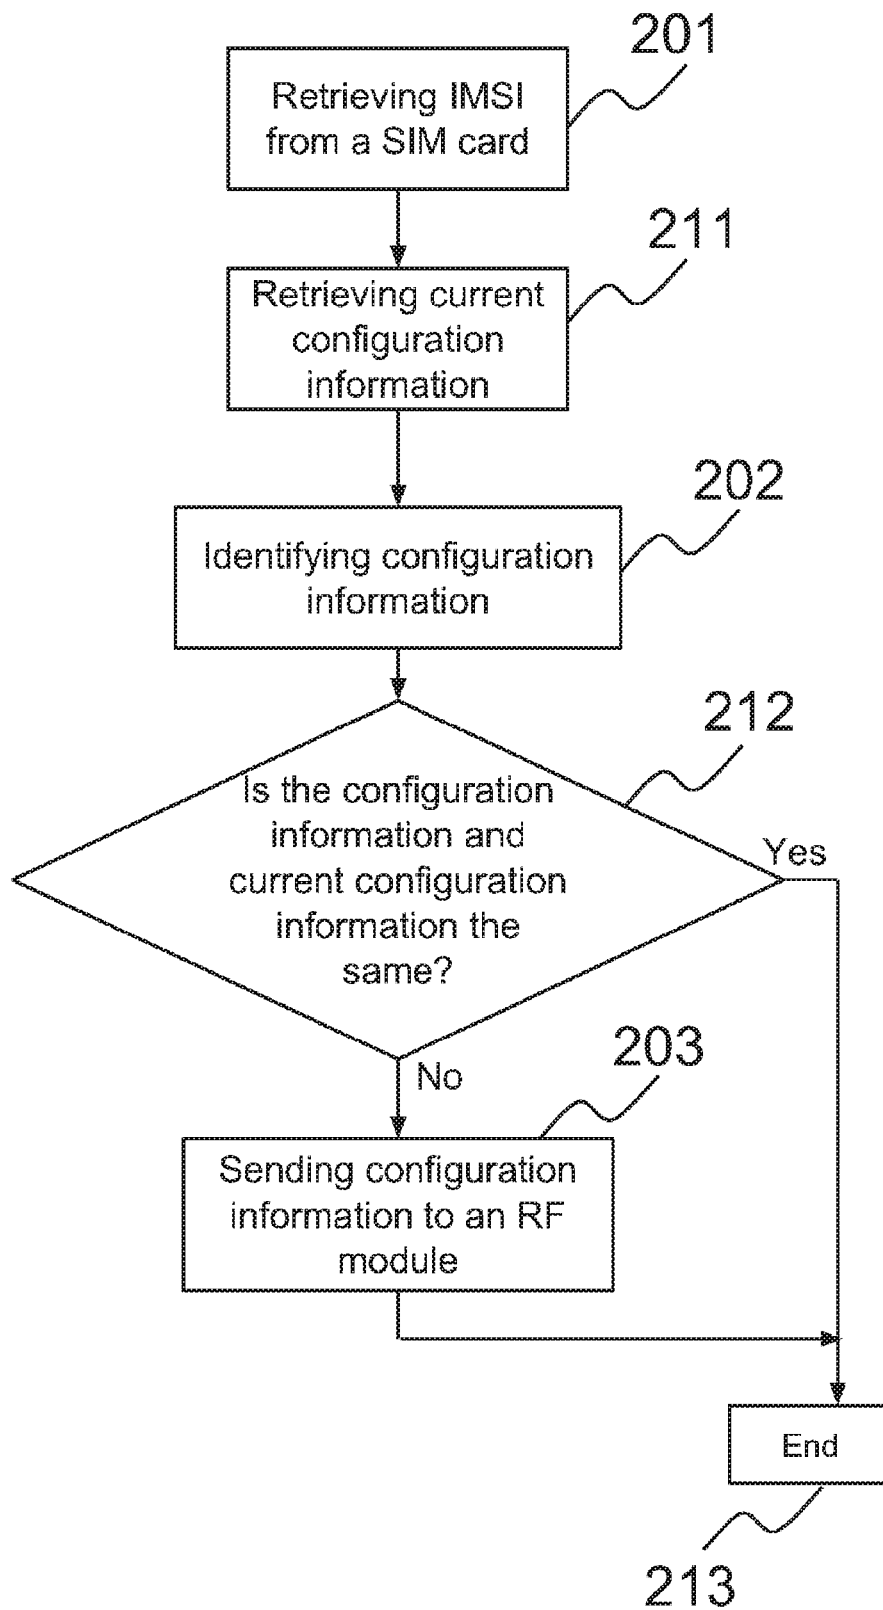 201
Retrieving IMSI
from a SIM card
211
Retrieving current
configuration
information
202
Identifying configuration
information
212
Is the configuration
information and
current configuration
information the
same?
Yes
No
203
Sending configuration
information to an RF
module
End
213